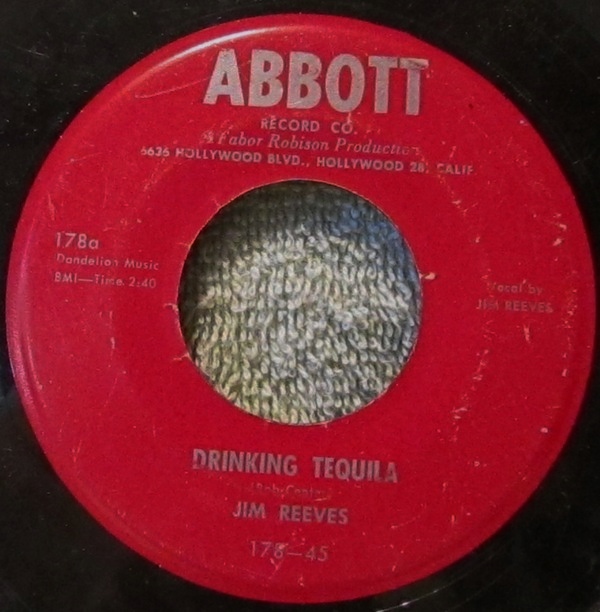 ABBOTT
RECORD CO.
A Fabor Robison Production
6636 HOLLYWOOD BLVD., HOLLYWOOD 28, CALIF.
178a
Dandelion Music
BMI—Time. 2:40
Vocal by
JIM REEVES
DRINKING TEQUILA
JIM REEVES
178—45